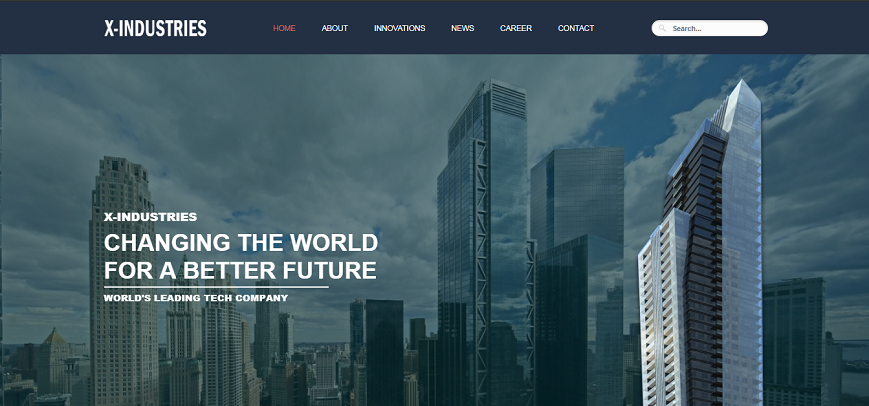 X-INDUSTRIES
HOME ABOUT INNOVATIONS NEWS CAREER CONTACT
Search...
X-INDUSTRIES
CHANGING THE WORLD
FOR A BETTER FUTURE
WORLD'S LEADING TECH COMPANY